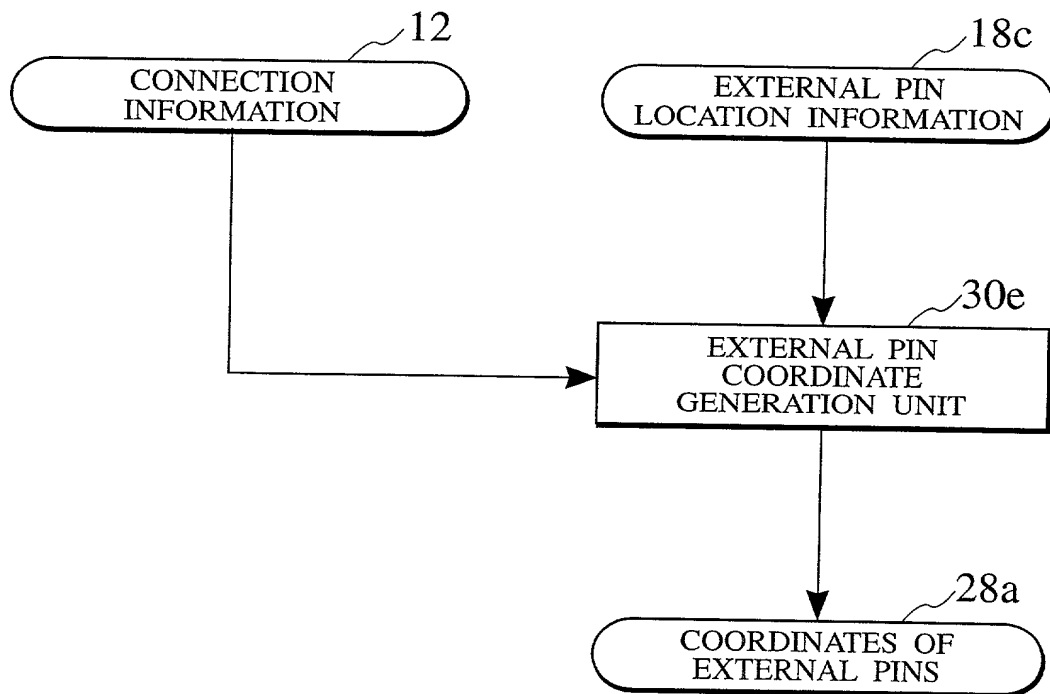 12
CONNECTION
INFORMATION
18c
EXTERNAL PIN
LOCATION INFORMATION
30e
EXTERNAL PIN
COORDINATE
GENERATION UNIT
28a
COORDINATES OF
EXTERNAL PINS